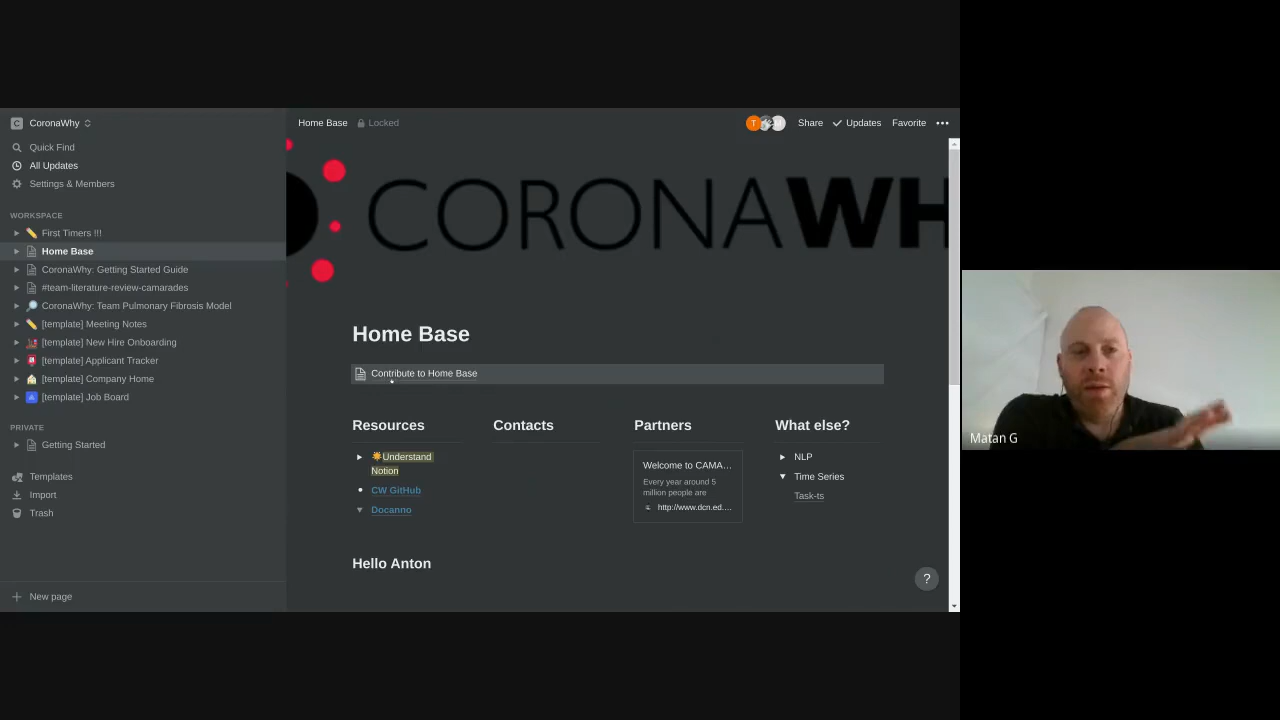 C CoronaWhy
Quick Find
All Updates
Settings & Members
WORKSPACE
First Timers !!!
Home Base
CoronaWhy: Getting Started Guide
#team-literature-review-camarades
CoronaWhy: Team Pulmonary Fibrosis Model
[template] Meeting Notes
[template] New Hire Onboarding
[template] Applicant Tracker
[template] Company Home
[template] Job Board
PRIVATE
Getting Started
Templates
Import
Trash
New page
Home Base Locked
T
Share Updates Favorite
CORONAWH
Home Base
Contribute to Home Base
Resources
Understand
Notion
CW GitHub
Docanno
Contacts
Partners
Welcome to CAMA...
Every year around 5
million people are
http://www.dcn.ed....
What else?
NLP
Time Series
Task-ts
Hello Anton
?
Matan G